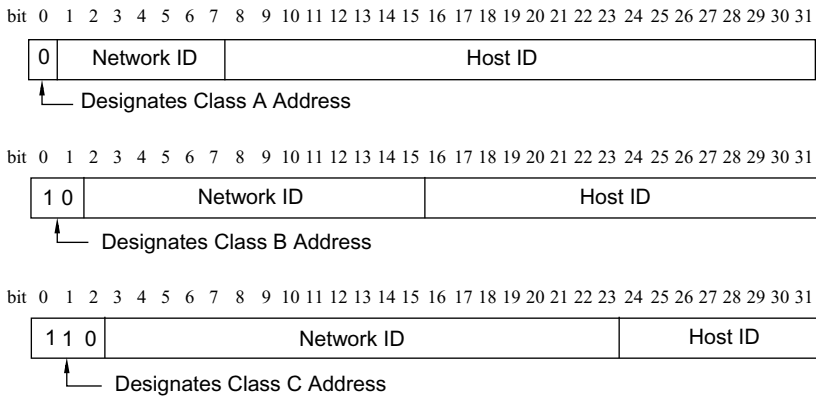 bit 0 1 2 3 4 5 6 7 8 9 10 11 12 13 14 15 16 17 18 19 20 21 22 23 24 25 26 27 28 29 30 31
0 Network ID Host ID
Designates Class A Address
bit 0 1 2 3 4 5 6 7 8 9 10 11 12 13 14 15 16 17 18 19 20 21 22 23 24 25 26 27 28 29 30 31
1 0 Network ID Host ID
Designates Class B Address
bit 0 1 2 3 4 5 6 7 8 9 10 11 12 13 14 15 16 17 18 19 20 21 22 23 24 25 26 27 28 29 30 31
1 1 0 Network ID Host ID
Designates Class C Address